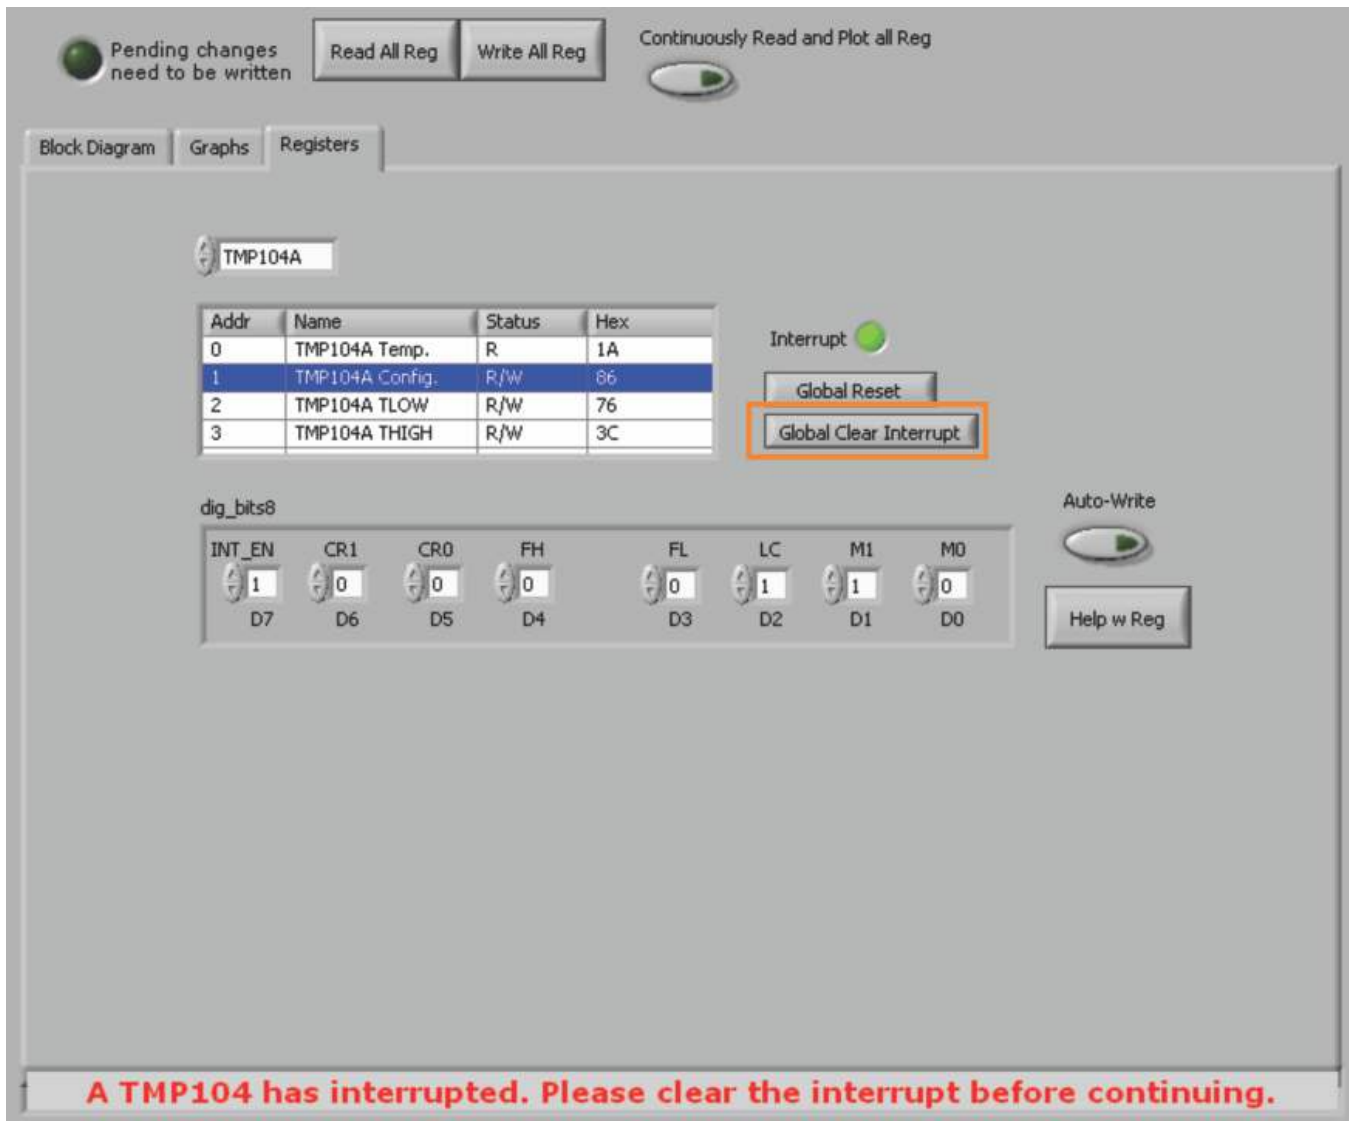 Pending changes
need to be written
Read All Reg
Write All Reg
Continuously Read and Plot all Reg
Block Diagram
Graphs
Registers
TMP104A
Addr Name Status Hex
0 TMP104A Temp. R 1A
1 TMP104A Config. R/W 86
2 TMP104A TLOW R/W 76
3 TMP104A THIGH R/W 3C
Interrupt
Global Reset
Global Clear Interrupt
dig_bits8
INT_EN CR1 CR0 FH FL LC M1 M0
1 0 0 0 0 1 1 0
D7 D6 D5 D4 D3 D2 D1 D0
Auto-Write
Help w Reg
A TMP104 has interrupted. Please clear the interrupt before continuing.